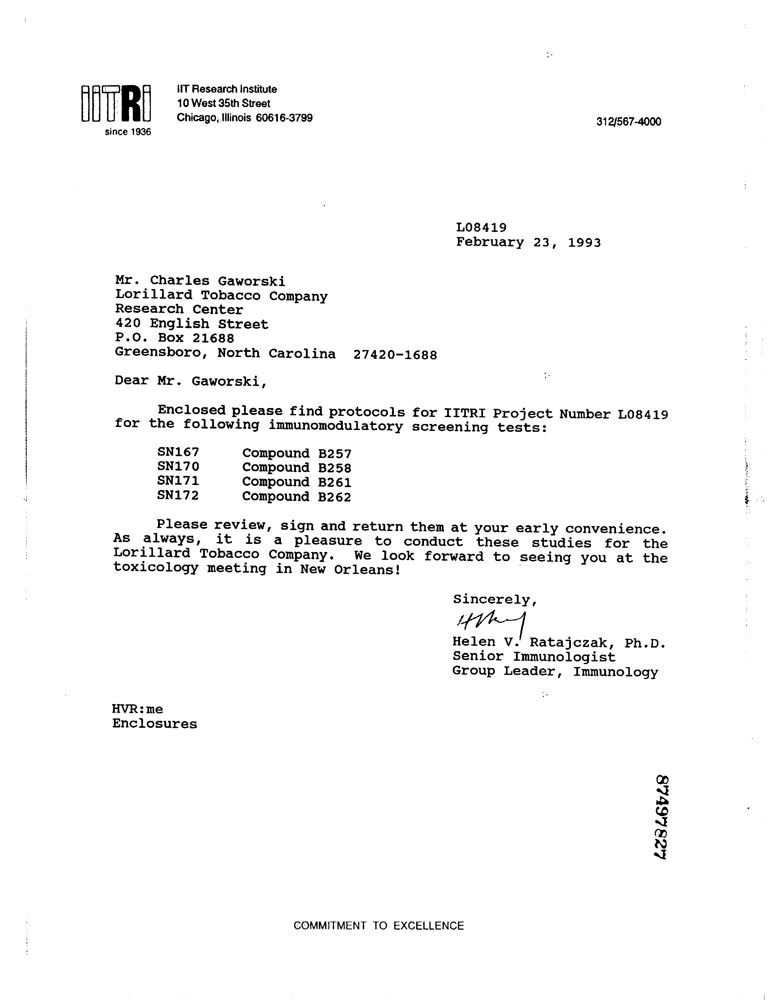 IITRI
since 1936
IIT Research Institute
10 West 35th Street
Chicago, Illinois 60616-3799
312/567-4000
L08419
February 23, 1993
Mr. Charles Gaworski
Lorillard Tobacco Company
Research Center
420 English Street
P.O. Box 21688
Greensboro, North Carolina 27420-1688
Dear Mr. Gaworski,
Enclosed please find protocols for IITRI Project Number L08419
for the following immunomodulatory screening tests:
SN167 Compound B257
SN170 Compound B258
SN171 Compound B261
SN172 Compound B262
Please review, sign and return them at your early convenience.
As always, it is a pleasure to conduct these studies for the
Lorillard Tobacco Company. We look forward to seeing you at the
toxicology meeting in New Orleans!
Sincerely,
Helen V. Ratajczak, Ph.D.
Senior Immunologist
Group Leader, Immunology
HVR:me
Enclosures
87497827
COMMITMENT TO EXCELLENCE